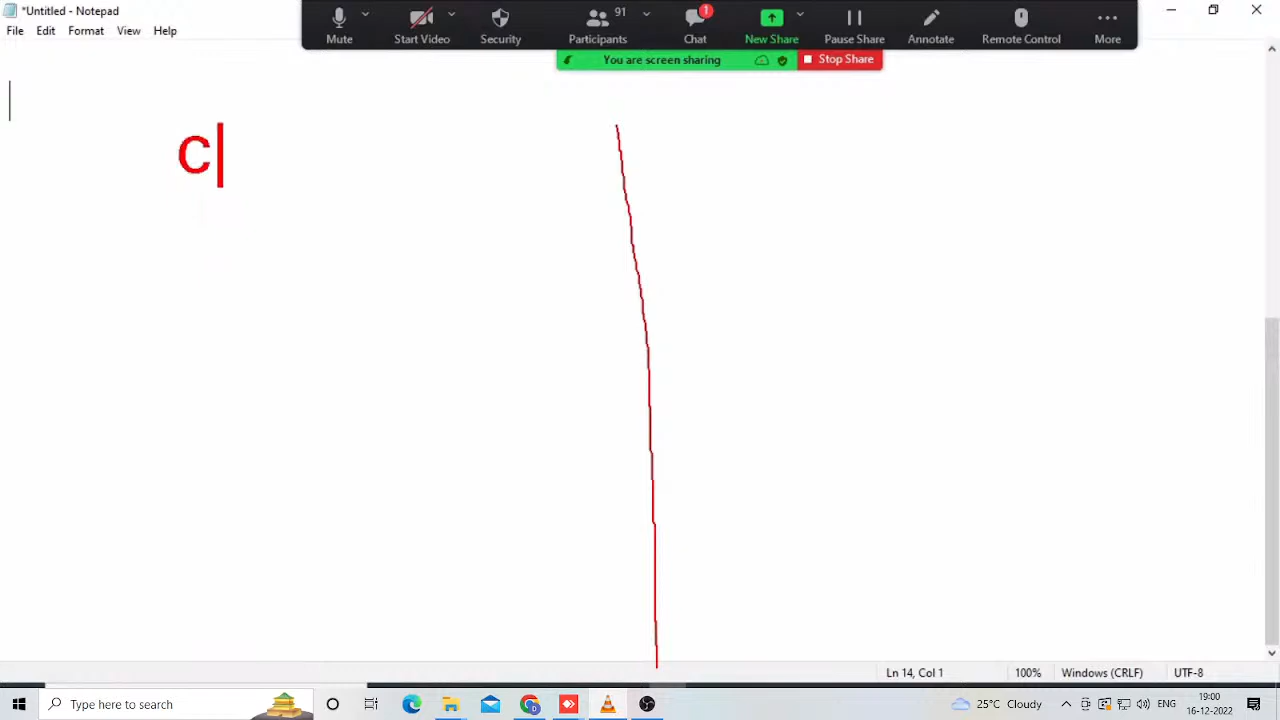 *Untitled - Notepad
File Edit Format View Help
91
1
Mute Start Video Security Participants Chat New Share Pause Share Annotate Remote Control More
You are screen sharing Stop Share
c
Ln 14, Col 1 100% Windows (CRLF) UTF-8
Type here to search
25°C Cloudy ENG
19:00
16-12-2022